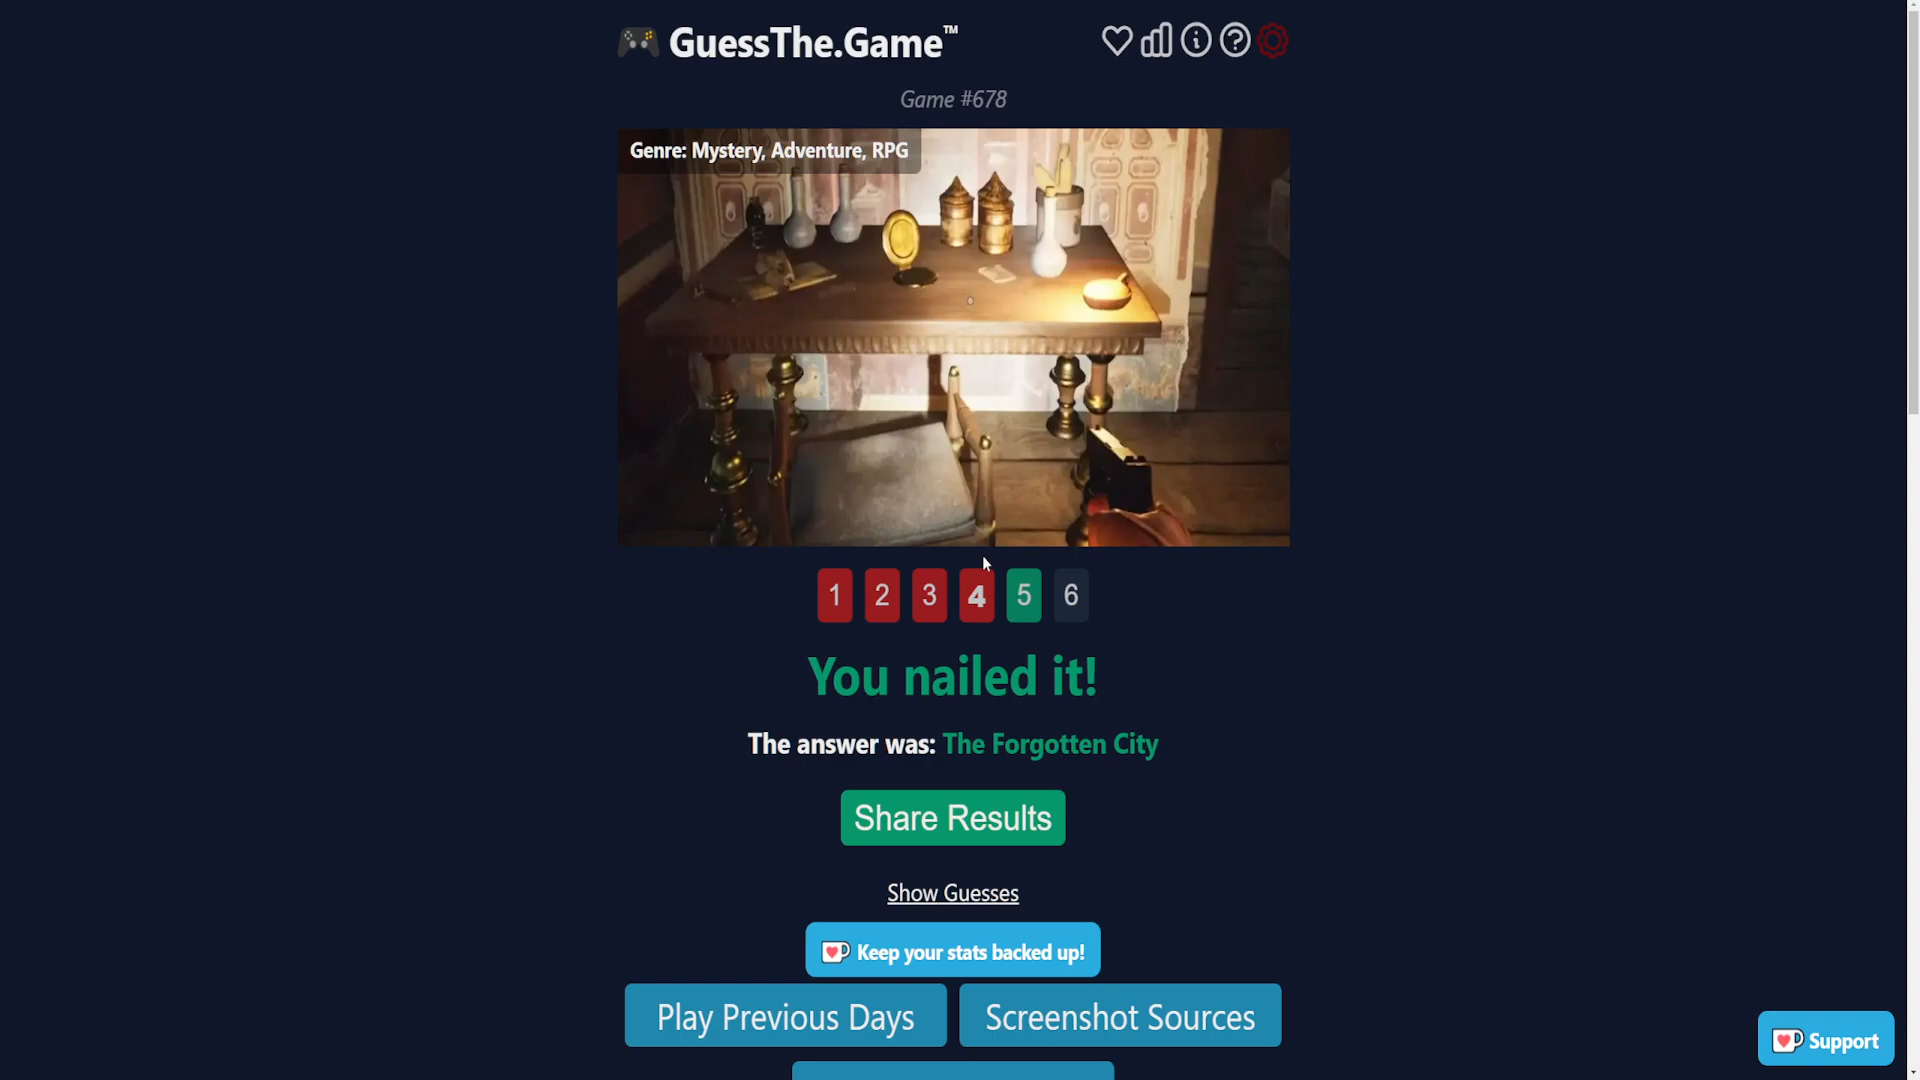 GuessThe.Game™
Game #678
Genre: Mystery, Adventure, RPG
1 2 3 4 5 6
You nailed it!
The answer was: The Forgotten City
Share Results
Show Guesses
Keep your stats backed up!
Play Previous Days
Screenshot Sources
Support